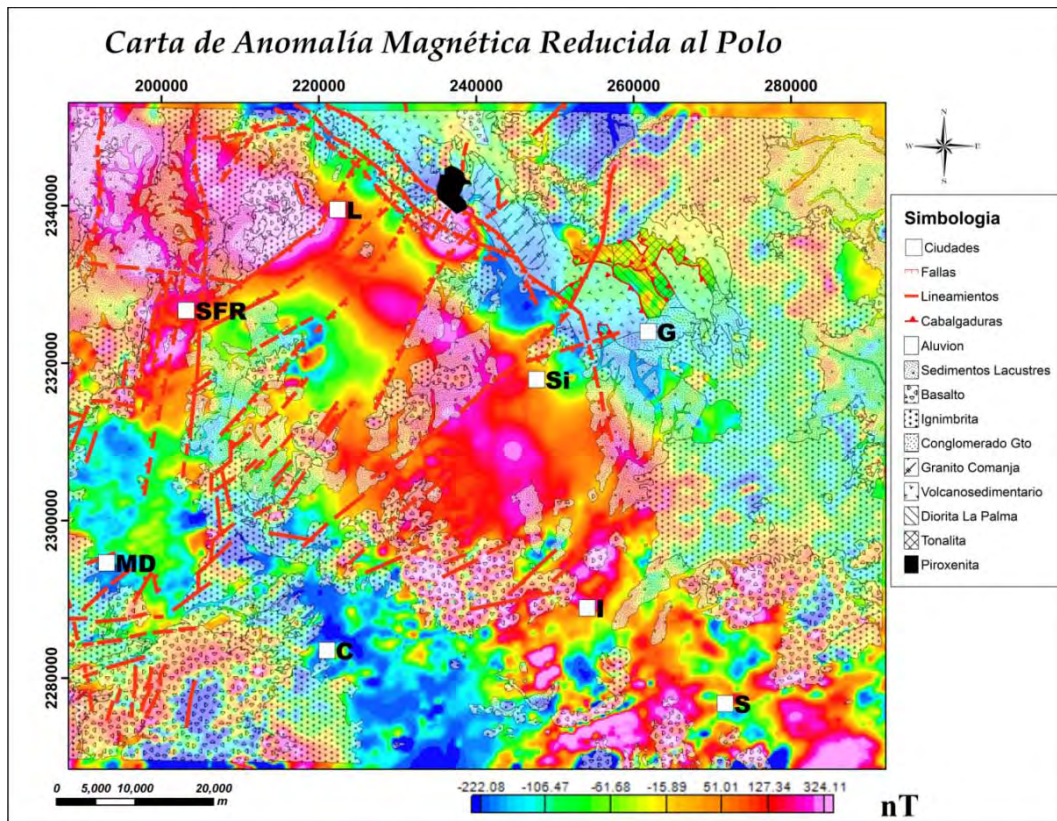 Carta de Anomalía Magnética Reducida al Polo
200000 220000 240000 260000 280000
2340000
2320000
2300000
2280000
L
SFR
G
Si
MD
I
C
S
N
W E
S
Simbologia
Ciudades
Fallas
Lineamientos
Cabalgaduras
Aluvion
Sedimentos Lacustres
Basalto
Ignimbrita
Conglomerado Gto
Granito Comanja
Volcanosedimentario
Diorita La Palma
Tonalita
Piroxenita
0 5,000 10,000 20,000
m
-222.08 -106.47 -61.68 -15.89 51.01 127.34 324.11
nT